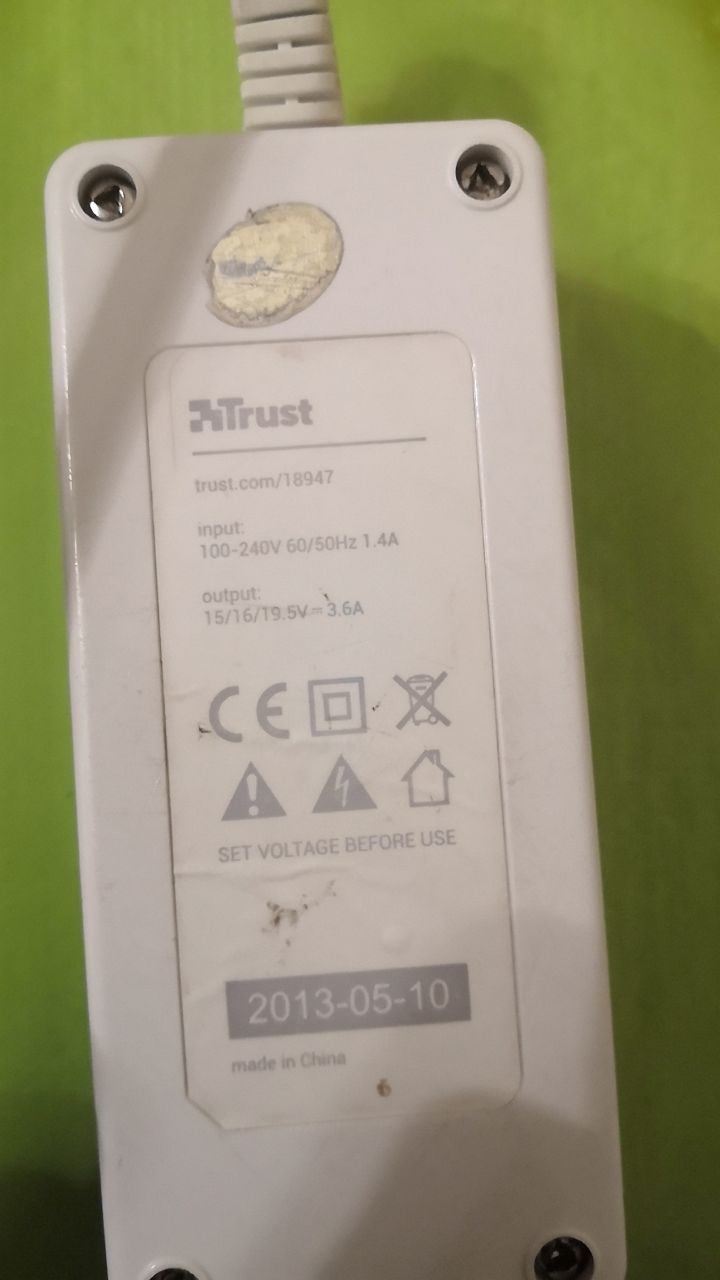 Trust
trust.com/18947
input:
100-240V 60/50Hz 1.4A
output:
15/16/19.5V⎓3.6A
CE
SET VOLTAGE BEFORE USE
2013-05-10
made in China